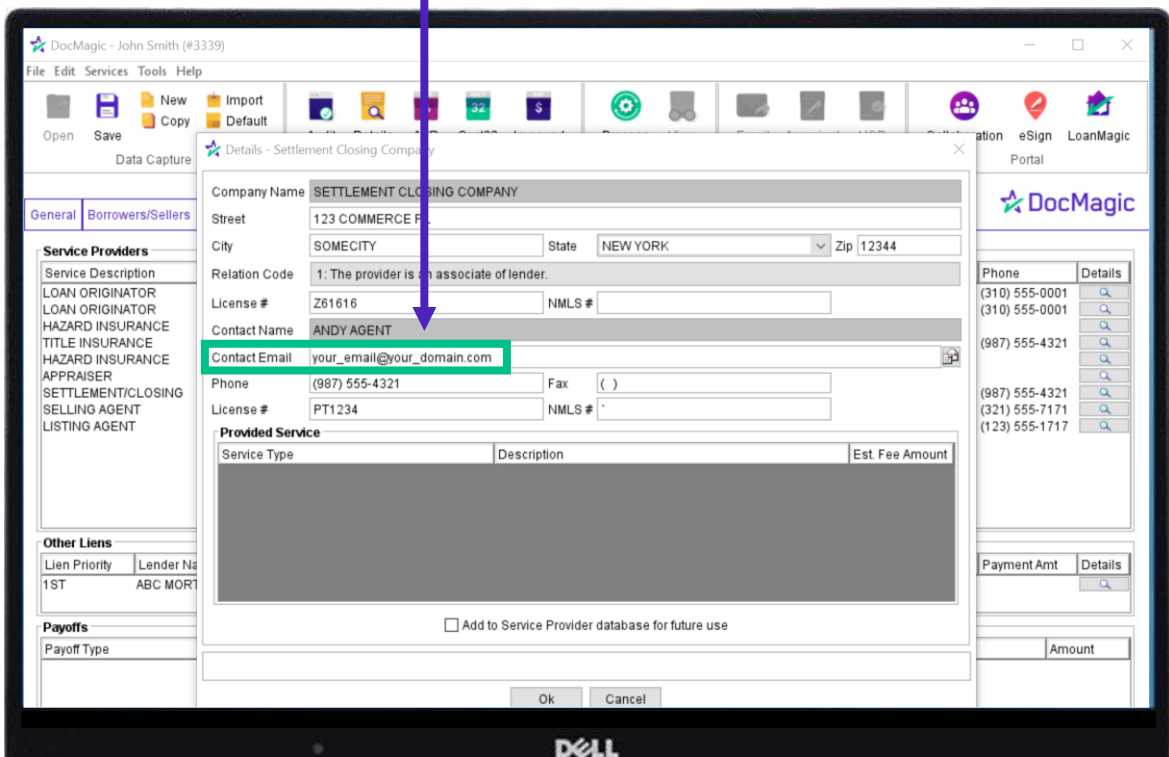 DocMagic - John Smith (#3339)
File Edit Services Tools Help
New Import
Copy Default
32 $
Open Save
ation eSign LoanMagic
Data Capture
Portal
Details - Settlement Closing Company
Company Name SETTLEMENT CLOSING COMPANY
DocMagic
General Borrowers/Sellers
Street 123 COMMERCE
City SOMECITY State NEW YORK Zip 12344
Service Providers
Service Description
Phone Details
Relation Code 1: The provider is an associate of lender.
LOAN ORIGINATOR (310) 555-0001
LOAN ORIGINATOR (310) 555-0001
License # Z61616 NMLS #
HAZARD INSURANCE
Contact Name ANDY AGENT
TITLE INSURANCE (987) 555-4321
HAZARD INSURANCE
Contact Email your_email@your_domain.com
APPRAISER
Phone (987) 555-4321 Fax ( )
SETTLEMENT/CLOSING (987) 555-4321
SELLING AGENT (321) 555-7171
License # PT1234 NMLS # '
LISTING AGENT (123) 555-1717
Provided Service
Service Type Description Est. Fee Amount
Other Liens
Lien Priority Lender Na
Payment Amt Details
1ST ABC MORT
Add to Service Provider database for future use
Payoffs
Payoff Type
Amount
Ok Cancel
DELL